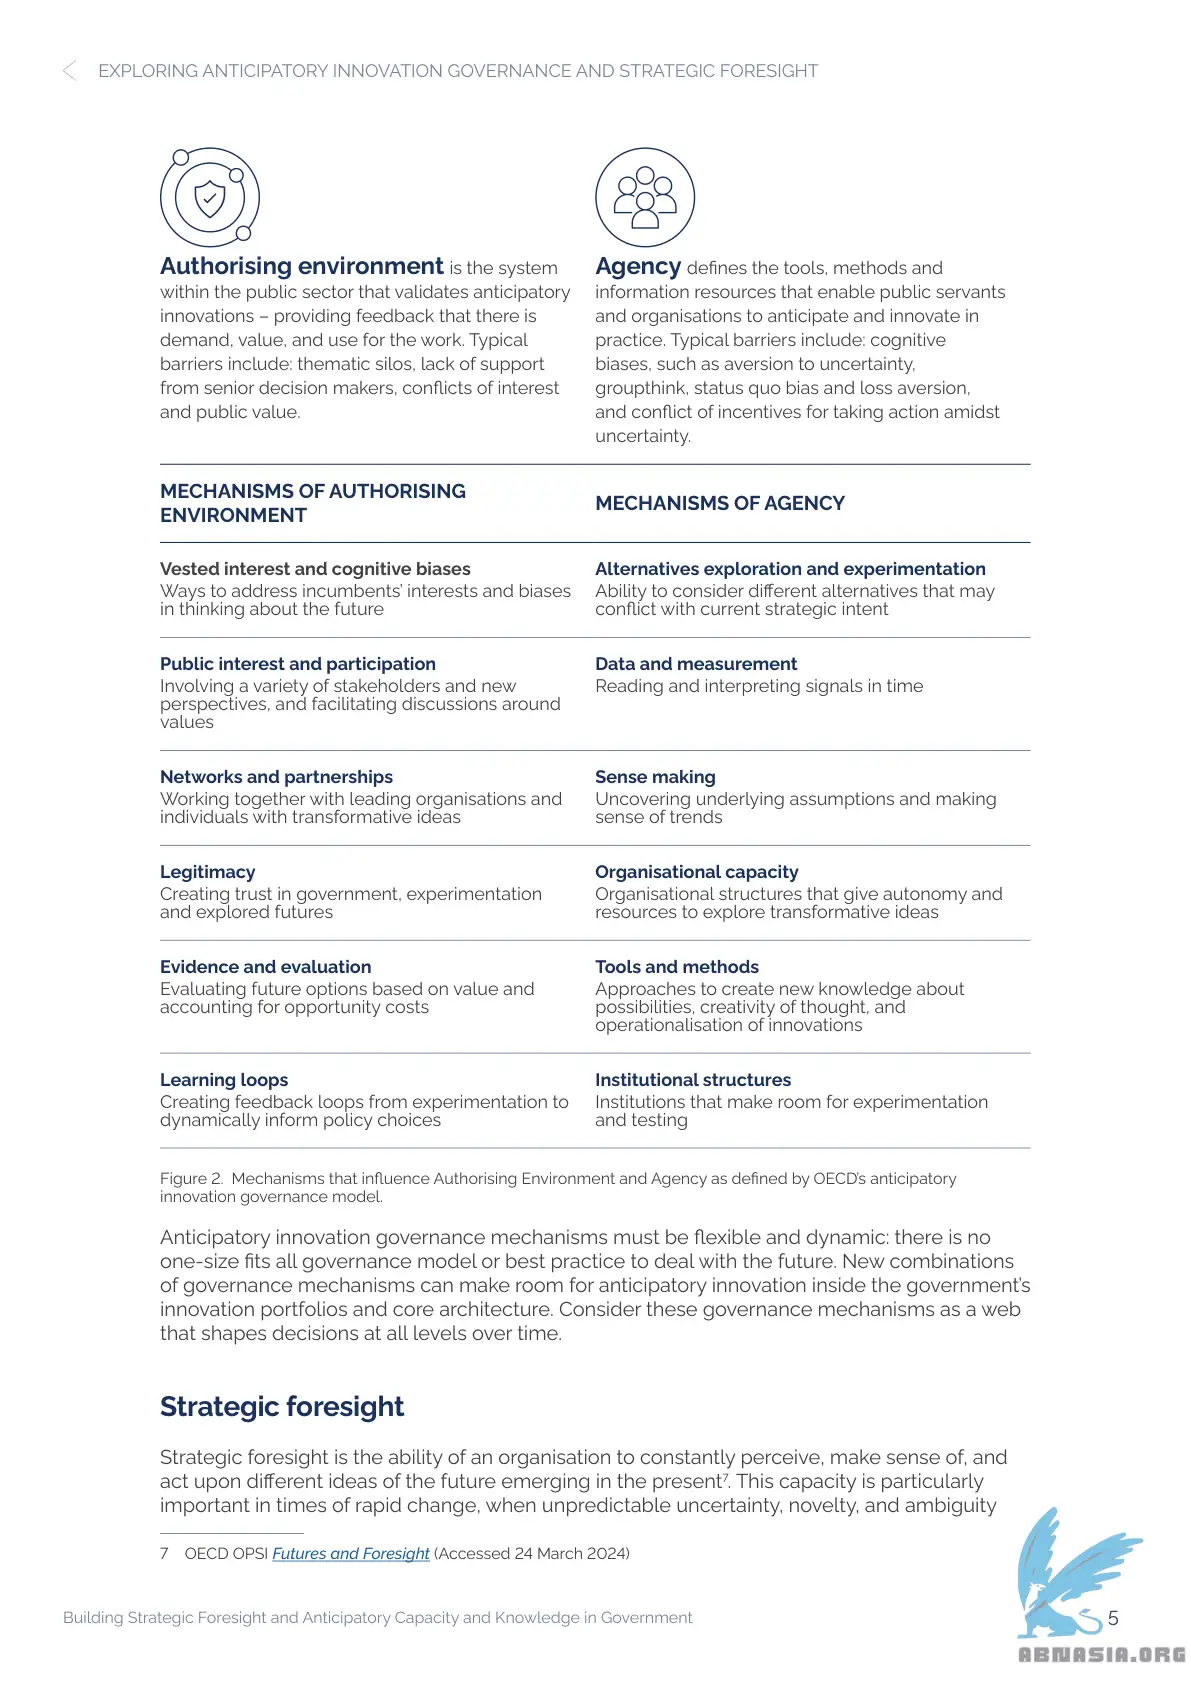 EXPLORING ANTICIPATORY INNOVATION GOVERNANCE AND STRATEGIC FORESIGHT
Authorising environment is the system
within the public sector that validates anticipatory
innovations – providing feedback that there is
demand, value, and use for the work. Typical
barriers include: thematic silos, lack of support
from senior decision makers, conflicts of interest
and public value.
Agency defines the tools, methods and
information resources that enable public servants
and organisations to anticipate and innovate in
practice. Typical barriers include: cognitive
biases, such as aversion to uncertainty,
groupthink, status quo bias and loss aversion,
and conflict of incentives for taking action amidst
uncertainty.
MECHANISMS OF AUTHORISING
ENVIRONMENT
MECHANISMS OF AGENCY
Vested interest and cognitive biases
Ways to address incumbents' interests and biases
in thinking about the future
Alternatives exploration and experimentation
Ability to consider different alternatives that may
conflict with current strategic intent
Public interest and participation
Involving a variety of stakeholders and new
perspectives, and facilitating discussions around
values
Data and measurement
Reading and interpreting signals in time
Networks and partnerships
Working together with leading organisations and
individuals with transformative ideas
Sense making
Uncovering underlying assumptions and making
sense of trends
Legitimacy
Creating trust in government, experimentation
and explored futures
Organisational capacity
Organisational structures that give autonomy and
resources to explore transformative ideas
Evidence and evaluation
Evaluating future options based on value and
accounting for opportunity costs
Tools and methods
Approaches to create new knowledge about
possibilities, creativity of thought, and
operationalisation of innovations
Learning loops
Creating feedback loops from experimentation to
dynamically inform policy choices
Institutional structures
Institutions that make room for experimentation
and testing
Figure 2. Mechanisms that influence Authorising Environment and Agency as defined by OECD's anticipatory
innovation governance model.
Anticipatory innovation governance mechanisms must be flexible and dynamic: there is no
one-size fits all governance model or best practice to deal with the future. New combinations
of governance mechanisms can make room for anticipatory innovation inside the government's
innovation portfolios and core architecture. Consider these governance mechanisms as a web
that shapes decisions at all levels over time.
Strategic foresight
Strategic foresight is the ability of an organisation to constantly perceive, make sense of, and
act upon different ideas of the future emerging in the present7. This capacity is particularly
important in times of rapid change, when unpredictable uncertainty, novelty, and ambiguity
7 OECD OPSI Futures and Foresight (Accessed 24 March 2024)
Building Strategic Foresight and Anticipatory Capacity and Knowledge in Government
5
ABNASIA.ORG